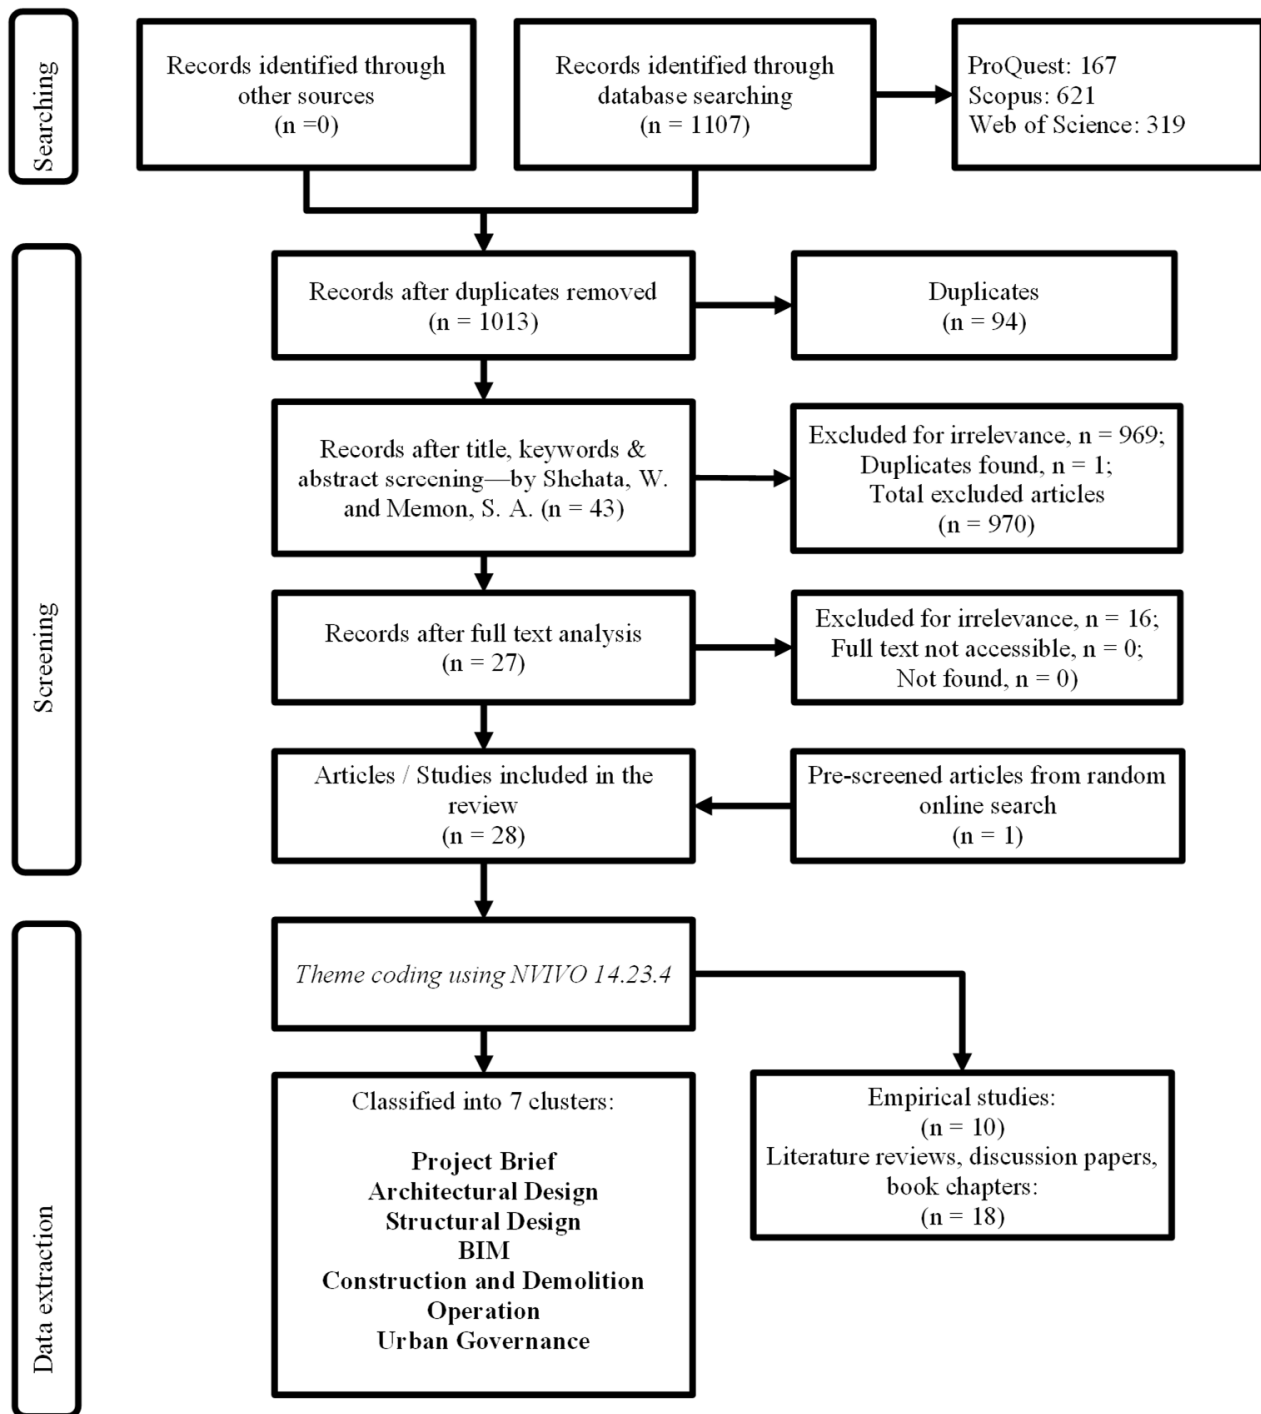 Searching
Records identified through
other sources
(n =0)
Records identified through
database searching
(n = 1107)
ProQuest: 167
Scopus: 621
Web of Science: 319
Screening
Records after duplicates removed
(n = 1013)
Duplicates
(n = 94)
Records after title, keywords &
abstract screening—by Shehata, W.
and Memon, S. A. (n = 43)
Excluded for irrelevance, n = 969;
Duplicates found, n = 1;
Total excluded articles
(n = 970)
Records after full text analysis
(n = 27)
Excluded for irrelevance, n = 16;
Full text not accessible, n = 0;
Not found, n = 0)
Articles / Studies included in the
review
(n = 28)
Pre-screened articles from random
online search
(n = 1)
Data extraction
Theme coding using NVIVO 14.23.4
Classified into 7 clusters:
Project Brief
Architectural Design
Structural Design
BIM
Construction and Demolition
Operation
Urban Governance
Empirical studies:
(n = 10)
Literature reviews, discussion papers,
book chapters:
(n = 18)